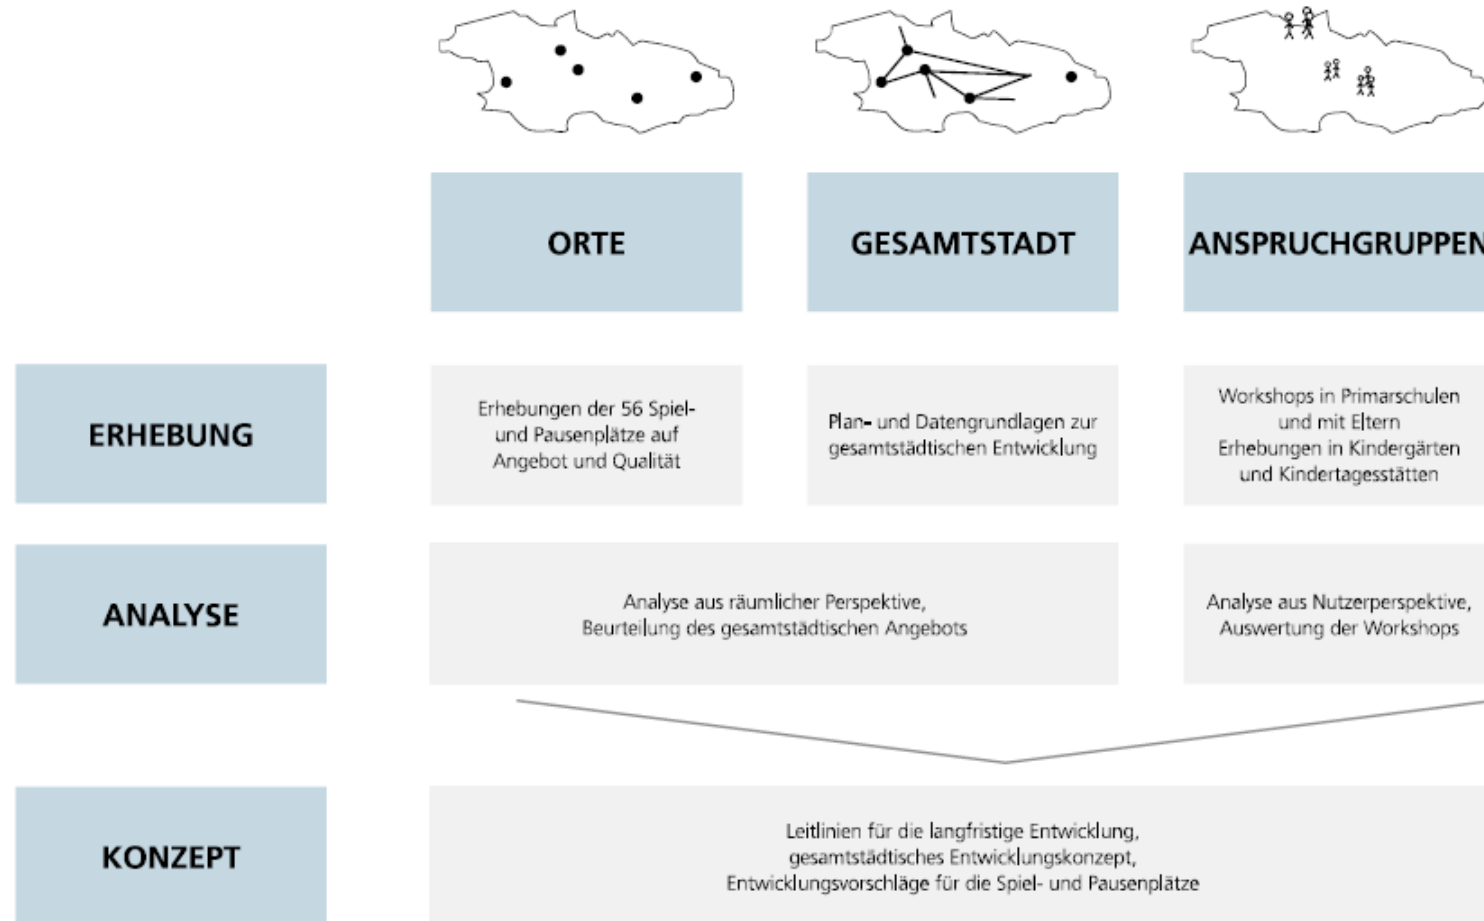 ORTE
GESAMTSTADT
ANSPRUCHGRUPPEN
ERHEBUNG
Erhebungen der 56 Spiel-
und Pausenplätze auf
Angebot und Qualität
Plan- und Datengrundlagen zur
gesamtstädtischen Entwicklung
Workshops in Primarschulen
und mit Eltern
Erhebungen in Kindergärten
und Kindertagesstätten
ANALYSE
Analyse aus räumlicher Perspektive,
Beurteilung des gesamtstädtischen Angebots
Analyse aus Nutzerperspektive,
Auswertung der Workshops
KONZEPT
Leitlinien für die langfristige Entwicklung,
gesamtstädtisches Entwicklungskonzept,
Entwicklungsvorschläge für die Spiel- und Pausenplätze